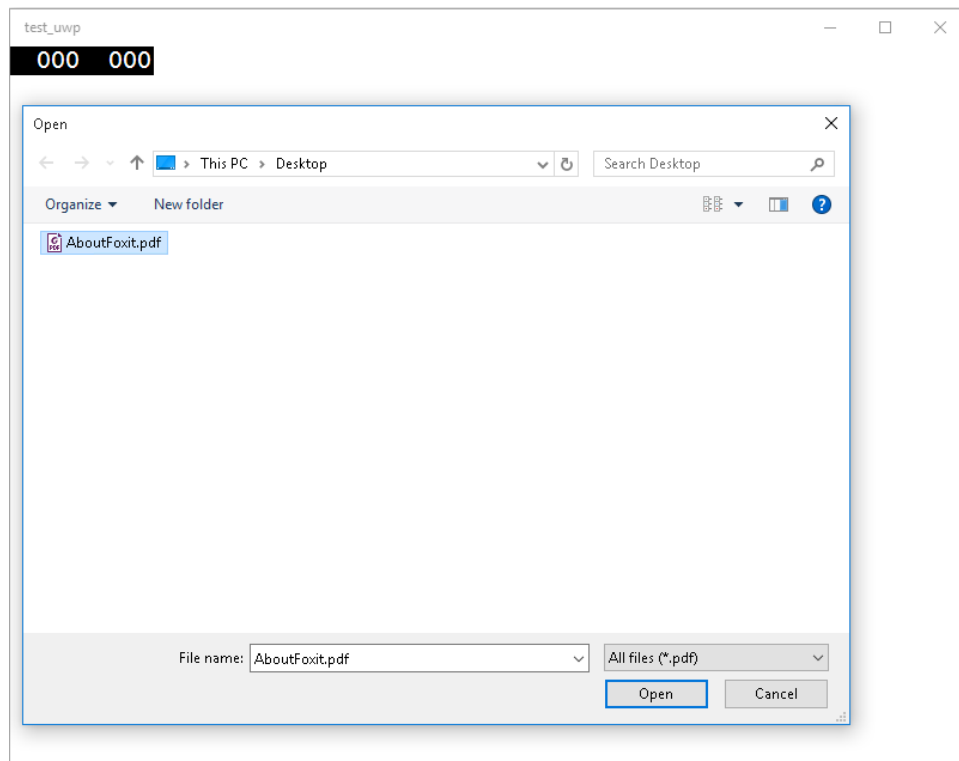 test_uwp
000 000
Open
This PC > Desktop
Search Desktop
Organize
New folder
?
AboutFoxit.pdf
File name: AboutFoxit.pdf
All files (*.pdf)
Open
Cancel